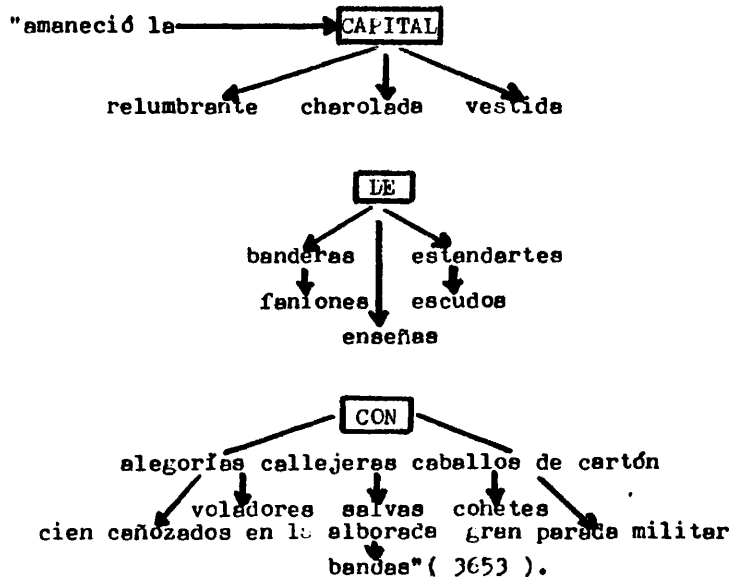 "amaneció la CAPITAL
relumbrante charolada vestida
DE
banderas estandartes
faniones escudos
enseñas
CON
alegorías callejeras caballos de cartón
voladores salvas cohetes
cien cañozados en la alborada gran parada militar
bandas"( 3653 ).